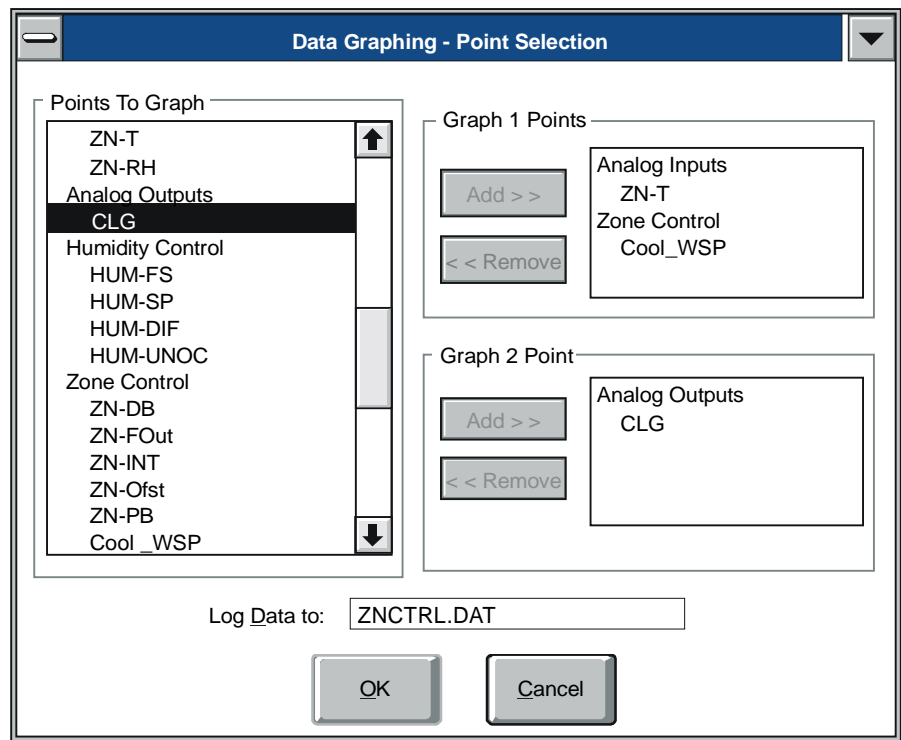 Data Graphing - Point Selection
Points To Graph
ZN-T
ZN-RH
Analog Outputs
CLG
Humidity Control
HUM-FS
HUM-SP
HUM-DIF
HUM-UNOC
Zone Control
ZN-DB
ZN-FOut
ZN-INT
ZN-Ofst
ZN-PB
Cool _WSP
Graph 1 Points
Add > >
< < Remove
Analog Inputs
ZN-T
Zone Control
Cool_WSP
Graph 2 Point
Add > >
< < Remove
Analog Outputs
CLG
Log Data to: ZNCTRL.DAT
OK
Cancel